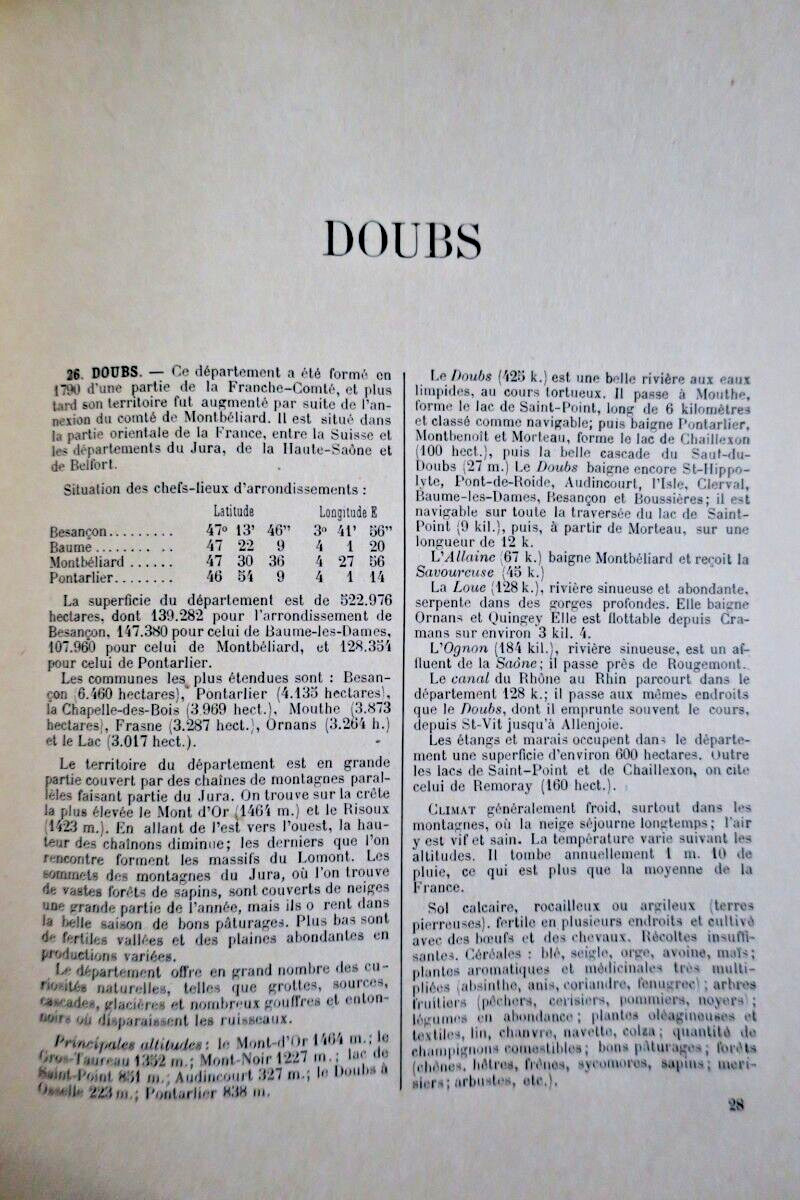 DOUBS
26. DOUBS. — Ce département a été formé en
1790 d'une partie de la Franche-Comté, et plus
tard son territoire fut augmenté par suite de l'an-
nexion du comté de Montbéliard. Il est situé dans
la partie orientale de la France, entre la Suisse et
les départements du Jura, de la Haute-Saône et
de Belfort.
Situation des chefs-lieux d'arrondissements :
Latitude Longitude E
Besançon......... 47° 13' 46" 3° 41' 56"
Baume.......... 47 22 9 4 1 20
Montbéliard...... 47 30 36 4 27 56
Pontarlier........ 46 54 9 4 1 14
La superficie du département est de 522.976
hectares, dont 139.282 pour l'arrondissement de
Besançon, 147.380 pour celui de Baume-les-Dames,
107.960 pour celui de Montbéliard, et 128.354
pour celui de Pontarlier.
Les communes les plus étendues sont : Besan-
çon (6.460 hectares), Pontarlier (4.135 hectares),
la Chapelle-des-Bois (3 969 hect.), Mouthe (3.873
hectares), Frasne (3.287 hect.), Ornans (3.264 h.)
et le Lac (3.017 hect.).
Le territoire du département est en grande
partie couvert par des chaînes de montagnes paral-
lèles faisant partie du Jura. On trouve sur la crête
la plus élevée le Mont d'Or (1464 m.) et le Risoux
(1423 m.). En allant de l'est vers l'ouest, la hau-
teur des chaînons diminue; les derniers que l'on
rencontre forment les massifs du Lomont. Les
sommets des montagnes du Jura, où l'on trouve
de vastes forêts de sapins, sont couverts de neiges
une grande partie de l'année, mais ils o rent dans
la belle saison de bons pâturages. Plus bas sont
de fertiles vallées et des plaines abondantes en
productions variées.
Le département offre en grand nombre des cu-
riosités naturelles, telles que grottes, sources,
cascades, glacières et nombreux gouffres et enton-
noirs où disparaissent les ruisseaux.
Principales altitudes : le Mont-d'Or 1464 m.; le
Gros-Taureau 1352 m.; Mont-Noir 1227 m.; lac de
Saint-Point 851 m.; Audincourt 327 m.; le Doubs à
Osselle 223 m.; Pontarlier 838 m.
Le Doubs (425 k.) est une belle rivière aux eaux
limpides, au cours tortueux. Il passe à Mouthe,
forme le lac de Saint-Point, long de 6 kilomètres
et classé comme navigable; puis baigne Pontarlier,
Montbenoît et Morteau, forme le lac de Chaillexon
(100 hect.), puis la belle cascade du Saut-du-
Doubs (27 m.) Le Doubs baigne encore St-Hippo-
lyte, Pont-de-Roide, Audincourt, l'Isle, Clerval,
Baume-les-Dames, Besançon et Boussières; il est
navigable sur toute la traversée du lac de Saint-
Point (9 kil.), puis, à partir de Morteau, sur une
longueur de 12 k.
L'Allaine (67 k.) baigne Montbéliard et reçoit la
Savoureuse (45 k.)
La Loue (128 k.), rivière sinueuse et abondante,
serpente dans des gorges profondes. Elle baigne
Ornans et Quingey Elle est flottable depuis Cra-
mans sur environ 3 kil. 4.
L'Ognon (184 kil.), rivière sinueuse, est un af-
fluent de la Saône; il passe près de Rougemont.
Le canal du Rhône au Rhin parcourt dans le
département 128 k.; il passe aux mêmes endroits
que le Doubs, dont il emprunte souvent le cours,
depuis St-Vit jusqu'à Allenjoie.
Les étangs et marais occupent dans le départe-
ment une superficie d'environ 600 hectares. Outre
les lacs de Saint-Point et de Chaillexon, on cite
celui de Remoray (160 hect.).
CLIMAT généralement froid, surtout dans les
montagnes, où la neige séjourne longtemps; l'air
y est vif et sain. La température varie suivant les
altitudes. Il tombe annuellement 1 m. 10 de
pluie, ce qui est plus que la moyenne de la
France.
Sol calcaire, rocailleux ou argileux (terres
pierreuses), fertile en plusieurs endroits et cultivé
avec des bœufs et des chevaux. Récoltes insuffi-
santes. Céréales : blé, seigle, orge, avoine, maïs;
plantes aromatiques et médicinales très multi-
pliées (absinthe, anis, coriandre, fenugrec); arbres
fruitiers (pêchers, cerisiers, pommiers, noyers);
légumes en abondance; plantes oléagineuses et
textiles, lin, chanvre, navette, colza; quantité de
champignons comestibles; bons pâturages; forêts
(chênes, hêtres, frênes, sycomores, sapins; meri-
siers; arbustes, etc.).
28